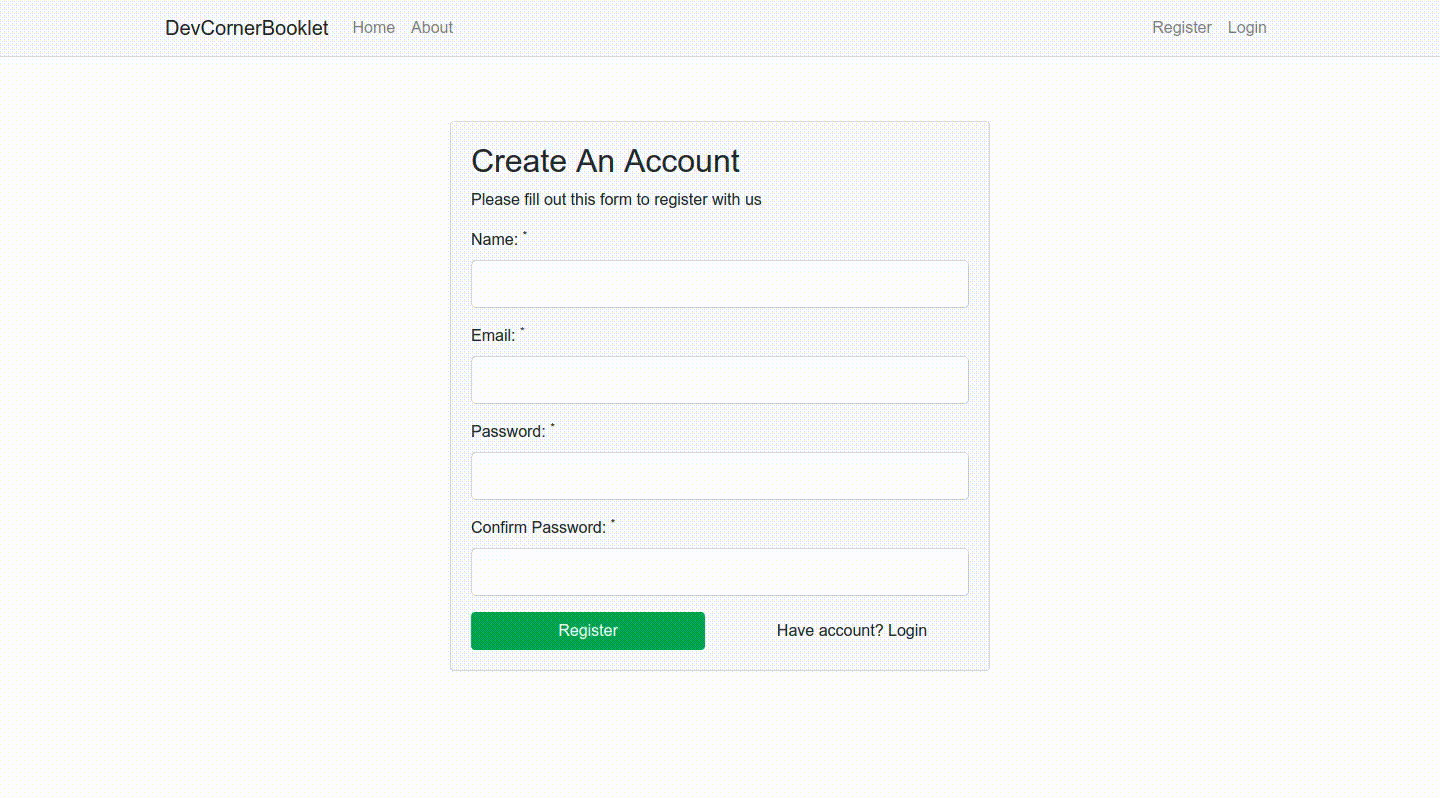 DevCornerBooklet Home About Register Login
Create An Account
Please fill out this form to register with us
Name: *
Email: *
Password: *
Confirm Password: *
Register Have account? Login